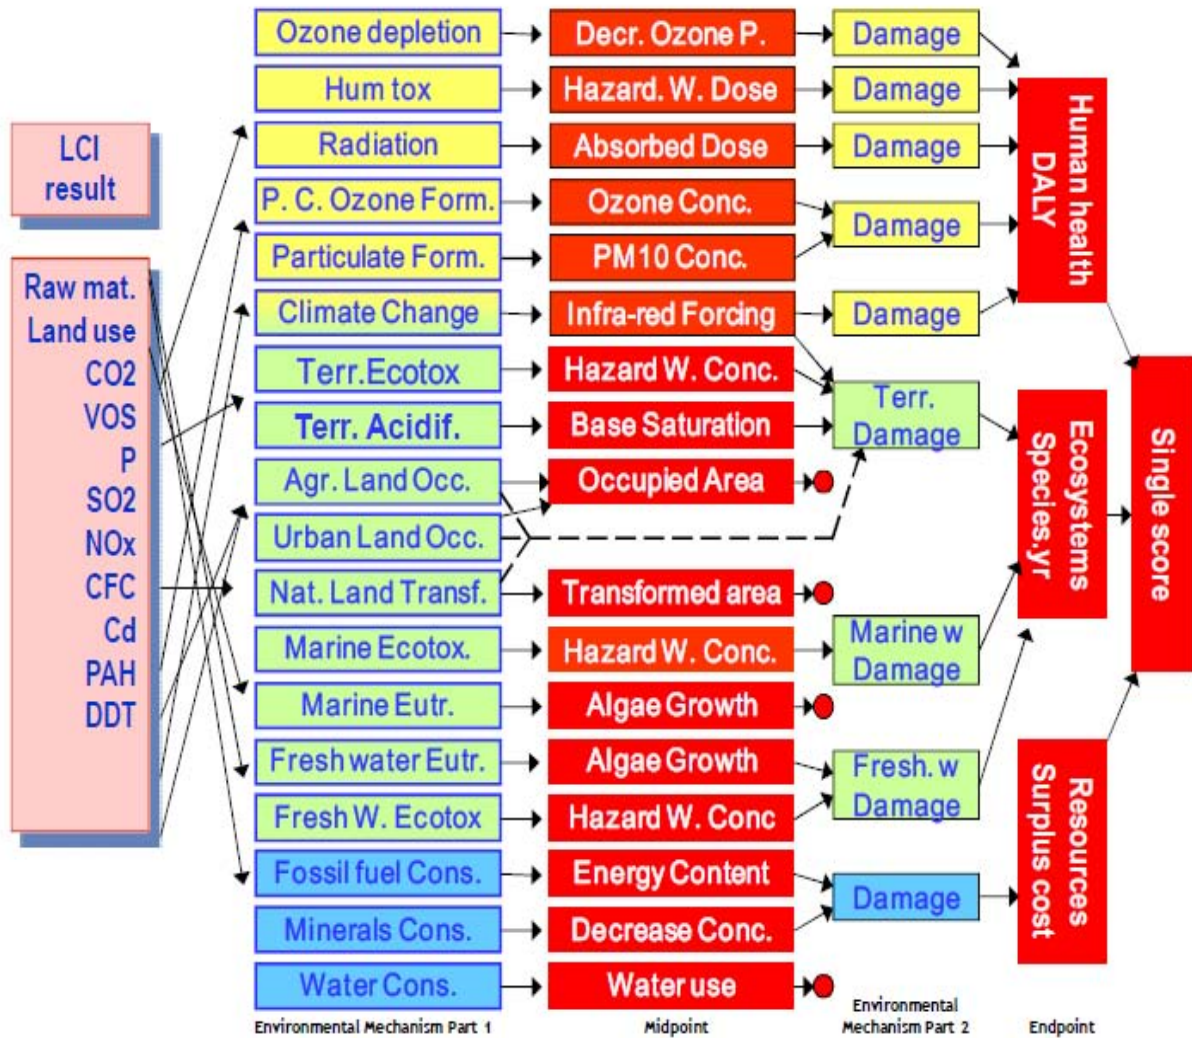 LCI
result
Raw mat.
Land use
CO2
VOS
P
SO2
NOx
CFC
Cd
PAH
DDT
Ozone depletion
Hum tox
Radiation
P. C. Ozone Form.
Particulate Form.
Climate Change
Terr.Ecotox
Terr. Acidif.
Agr. Land Occ.
Urban Land Occ.
Nat. Land Transf.
Marine Ecotox.
Marine Eutr.
Fresh water Eutr.
Fresh W. Ecotox
Fossil fuel Cons.
Minerals Cons.
Water Cons.
Environmental Mechanism Part 1
Decr. Ozone P.
Hazard. W. Dose
Absorbed Dose
Ozone Conc.
PM10 Conc.
Infra-red Forcing
Hazard W. Conc.
Base Saturation
Occupied Area
Transformed area
Hazard W. Conc.
Algae Growth
Algae Growth
Hazard W. Conc
Energy Content
Decrease Conc.
Water use
Midpoint
Damage
Damage
Damage
Damage
Damage
Terr.
Damage
Marine w
Damage
Fresh. w
Damage
Damage
Environmental
Mechanism Part 2
Human health
DALY
Ecosystems
Species.yr
Resources
Surplus cost
Endpoint
Single score